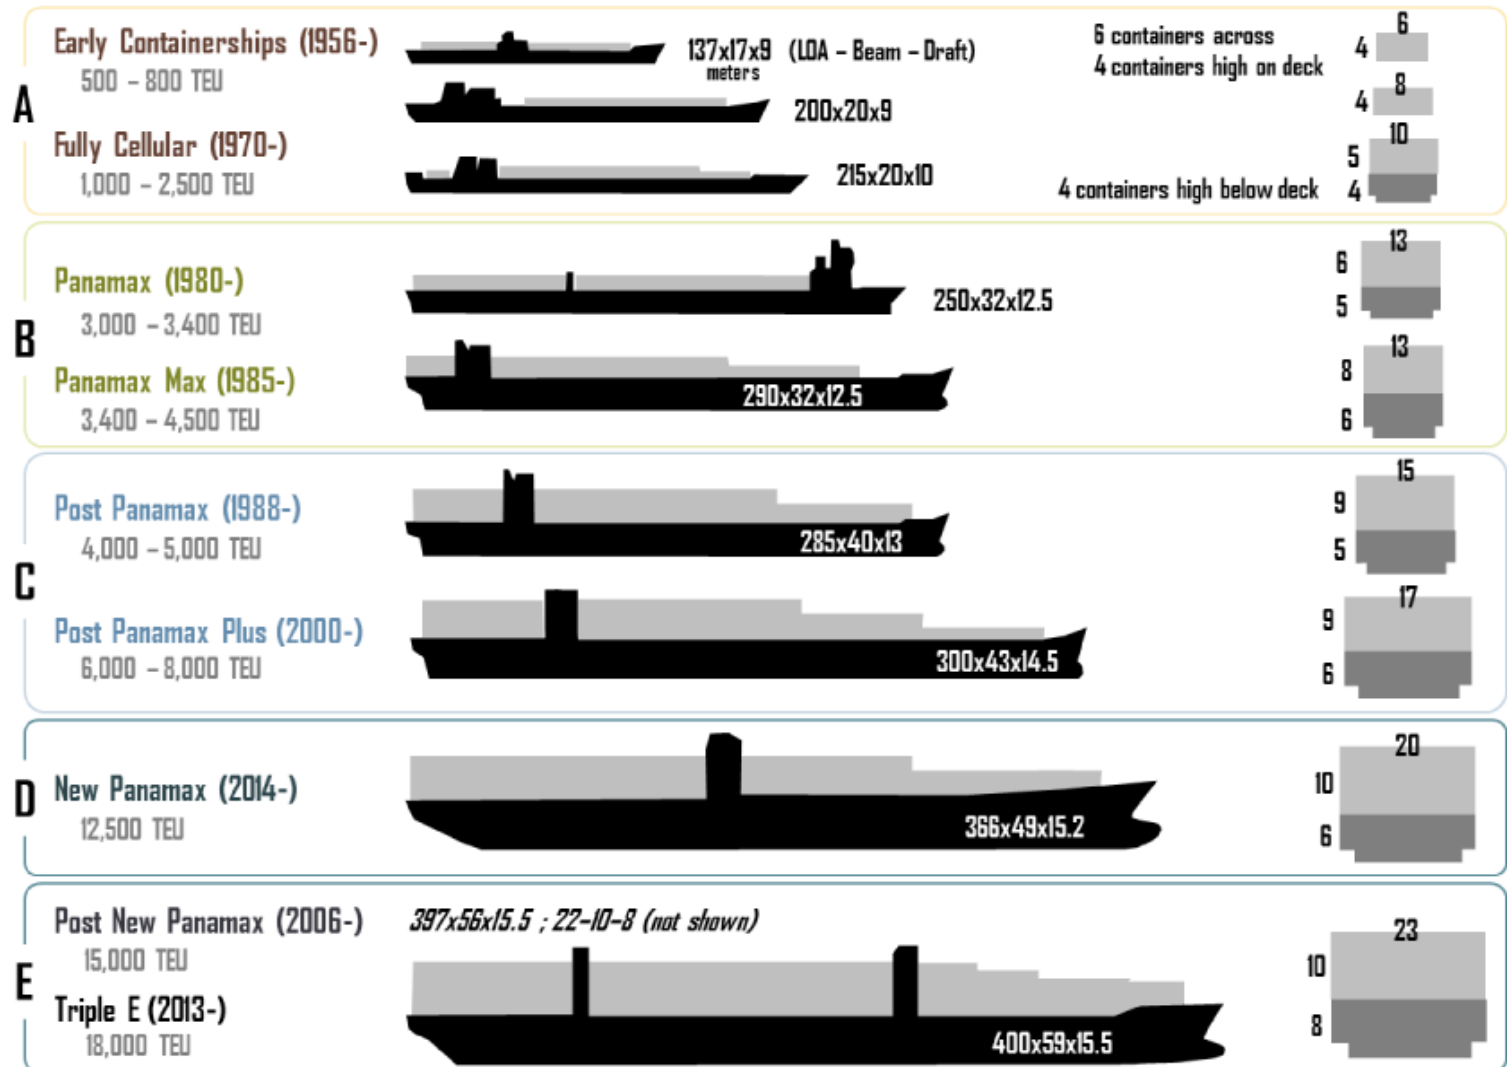 A
Early Containerships (1956-)
500 – 800 TEU
137x17x9 (LOA – Beam – Draft)
meters
200x20x9
6 containers across
4 containers high on deck
6
4
8
4
Fully Cellular (1970-)
1,000 – 2,500 TEU
215x20x10
4 containers high below deck
10
5
4
B
Panamax (1980-)
3,000 – 3,400 TEU
250x32x12.5
13
6
5
Panamax Max (1985-)
3,400 – 4,500 TEU
290x32x12.5
13
8
6
C
Post Panamax (1988-)
4,000 – 5,000 TEU
285x40x13
15
9
5
Post Panamax Plus (2000-)
6,000 – 8,000 TEU
300x43x14.5
17
9
6
D
New Panamax (2014-)
12,500 TEU
366x49x15.2
20
10
6
E
Post New Panamax (2006-)
15,000 TEU
397x56x15.5 ; 22-10-8 (not shown)
Triple E (2013-)
18,000 TEU
400x59x15.5
23
10
8